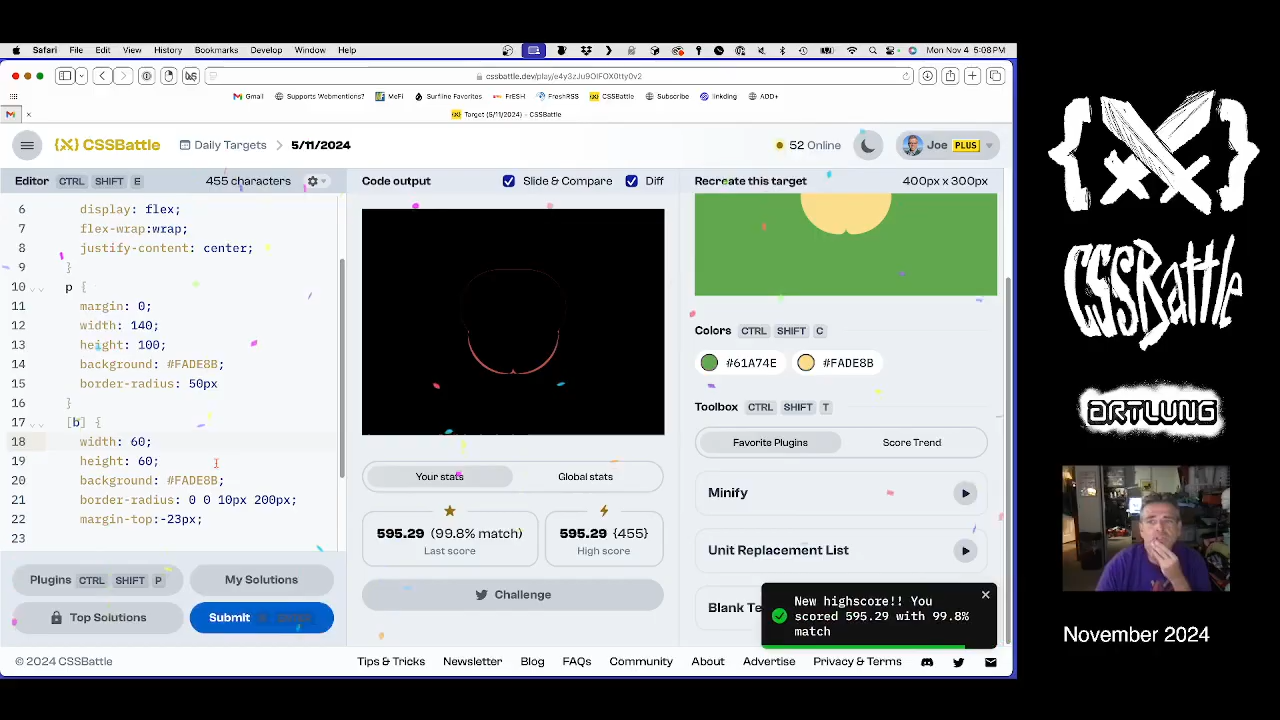 Safari File Edit View History Bookmarks Develop Window Help Mon Nov 4 5:08 PM
cssbattle.dev/play/e4y3zJu9OIFOX0tty0v2
Gmail Supports Webmentions? MeFi Surfline Favorites FrESH FreshRSS CSSBattle Subscribe linkding ADD+
Target (5/11/2024) - CSSBattle
{X} CSSBattle Daily Targets > 5/11/2024 52 Online Joe PLUS
Editor CTRL SHIFT E 455 characters
Code output Slide & Compare Diff
Recreate this target 400px x 300px
6 display: flex;
7 flex-wrap:wrap;
8 justify-content: center;
9 }
10 p {
11 margin: 0;
12 width: 140;
13 height: 100;
14 background: #FADE8B;
15 border-radius: 50px
16 }
17 [b] {
18 width: 60;
19 height: 60;
20 background: #FADE8B;
21 border-radius: 0 0 10px 200px;
22 margin-top:-23px;
23
Plugins CTRL SHIFT P My Solutions
Top Solutions Submit
Your stats Global stats
595.29 (99.8% match)
Last score
595.29 {455}
High score
Challenge
Colors CTRL SHIFT C
#61A74E #FADE8B
Toolbox CTRL SHIFT T
Favorite Plugins Score Trend
Minify
Unit Replacement List
Blank Te
New highscore!! You
scored 595.29 with 99.8%
match
© 2024 CSSBattle Tips & Tricks Newsletter Blog FAQs Community About Advertise Privacy & Terms
CSSBattle
ARTLUNG
November 2024